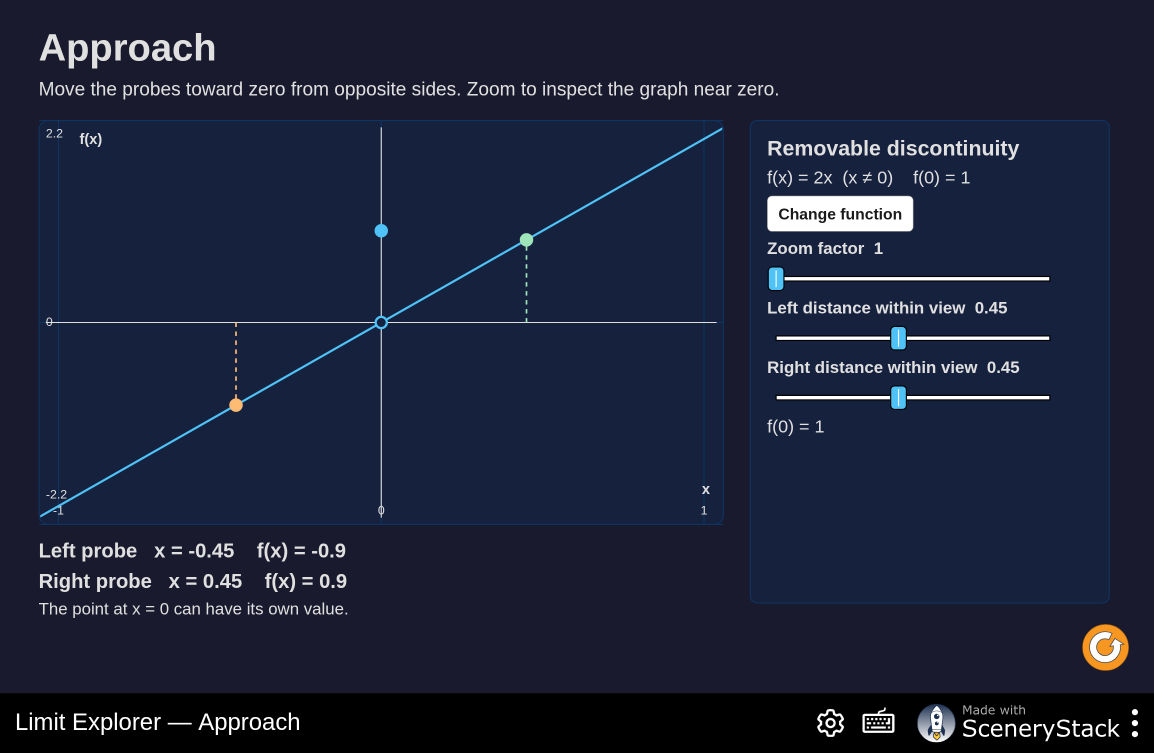 Approach
Move the probes toward zero from opposite sides. Zoom to inspect the graph near zero.
2.2
f(x)
0
-2.2
x
-1
0
1
Removable discontinuity
f(x) = 2x  (x ≠ 0)    f(0) = 1
Change function
Zoom factor  1
Left distance within view  0.45
Right distance within view  0.45
f(0) = 1
Left probe   x = -0.45    f(x) = -0.9
Right probe   x = 0.45    f(x) = 0.9
The point at x = 0 can have its own value.
Limit Explorer — Approach
Made with
SceneryStack